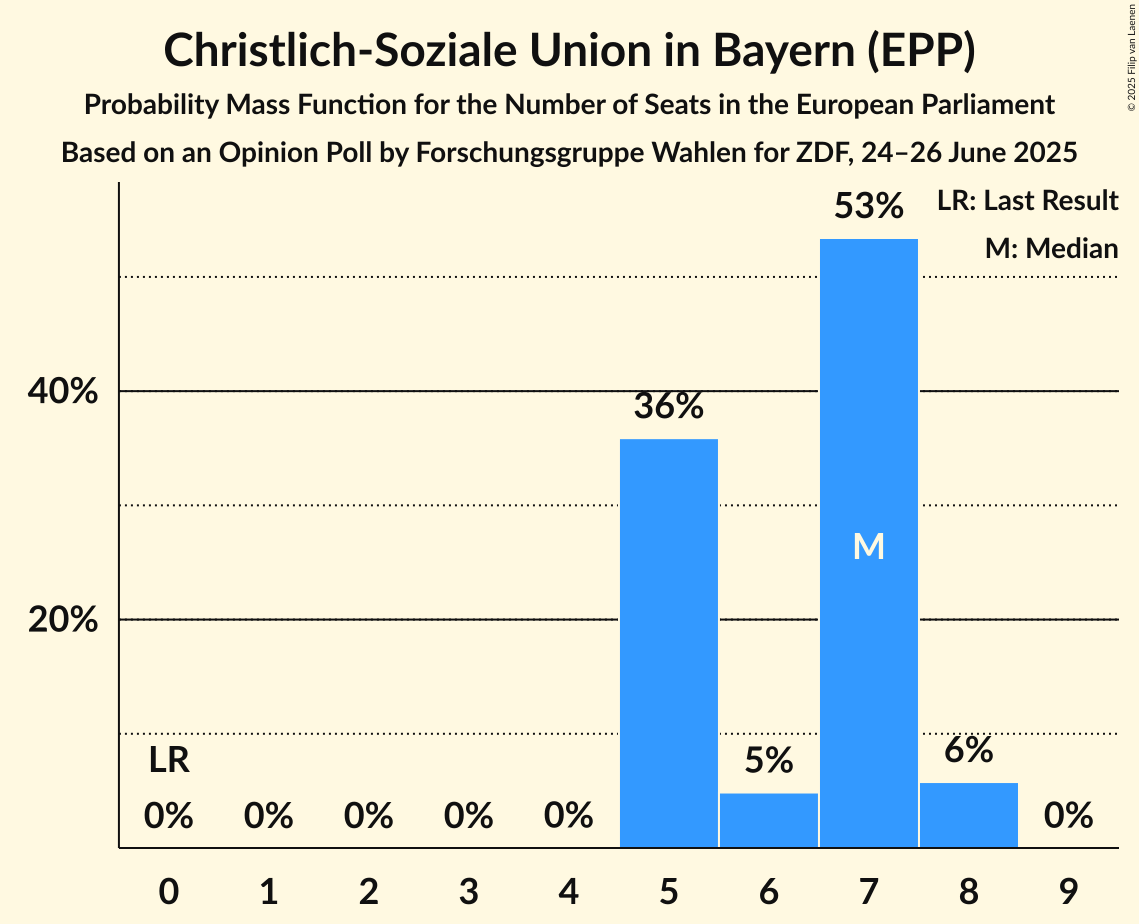 Christlich-Soziale Union in Bayern (EPP)
Probability Mass Function for the Number of Seats in the European Parliament
Based on an Opinion Poll by Forschungsgruppe Wahlen for ZDF, 24–26 June 2025
© 2025 Filip van Laenen
LR: Last Result
M: Median
53%
40%
36%
M
20%
LR
5%
6%
0%
0%
0%
0%
0%
0%
0
1
2
3
4
5
6
7
8
9